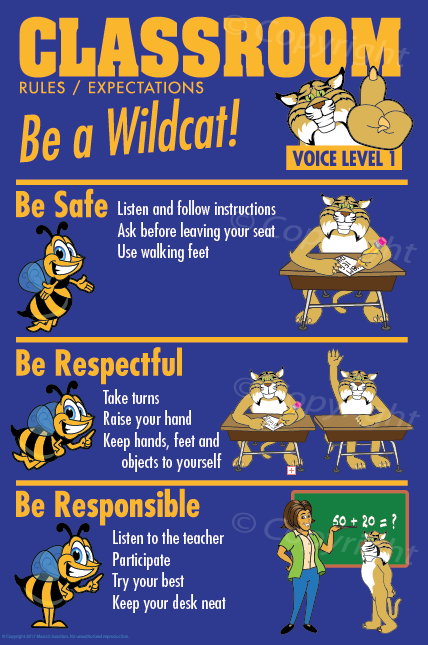 CLASSROOM
RULES / EXPECTATIONS
Be a Wildcat!
VOICE LEVEL 1
Be Safe
Listen and follow instructions
Ask before leaving your seat
Use walking feet
Be Respectful
Take turns
Raise your hand
Keep hands, feet and
objects to yourself
Be Responsible
Listen to the teacher
Participate
Try your best
Keep your desk neat
50 + 20 = ?
© Copyright
© Copyright
© Copyright
© Copyright